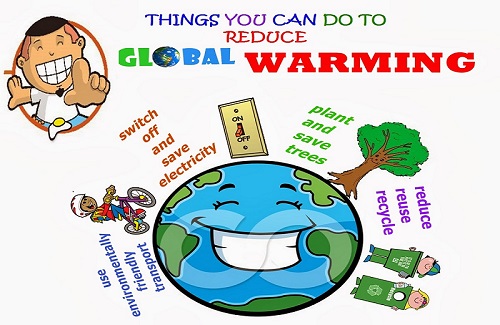 THINGS YOU CAN DO TO
REDUCE
GLOBAL WARMING
switch
off
and
save
electricity
ON
OFF
plant
and
save
trees
reduce
reuse
recycle
use
environmentally
friendly
transport